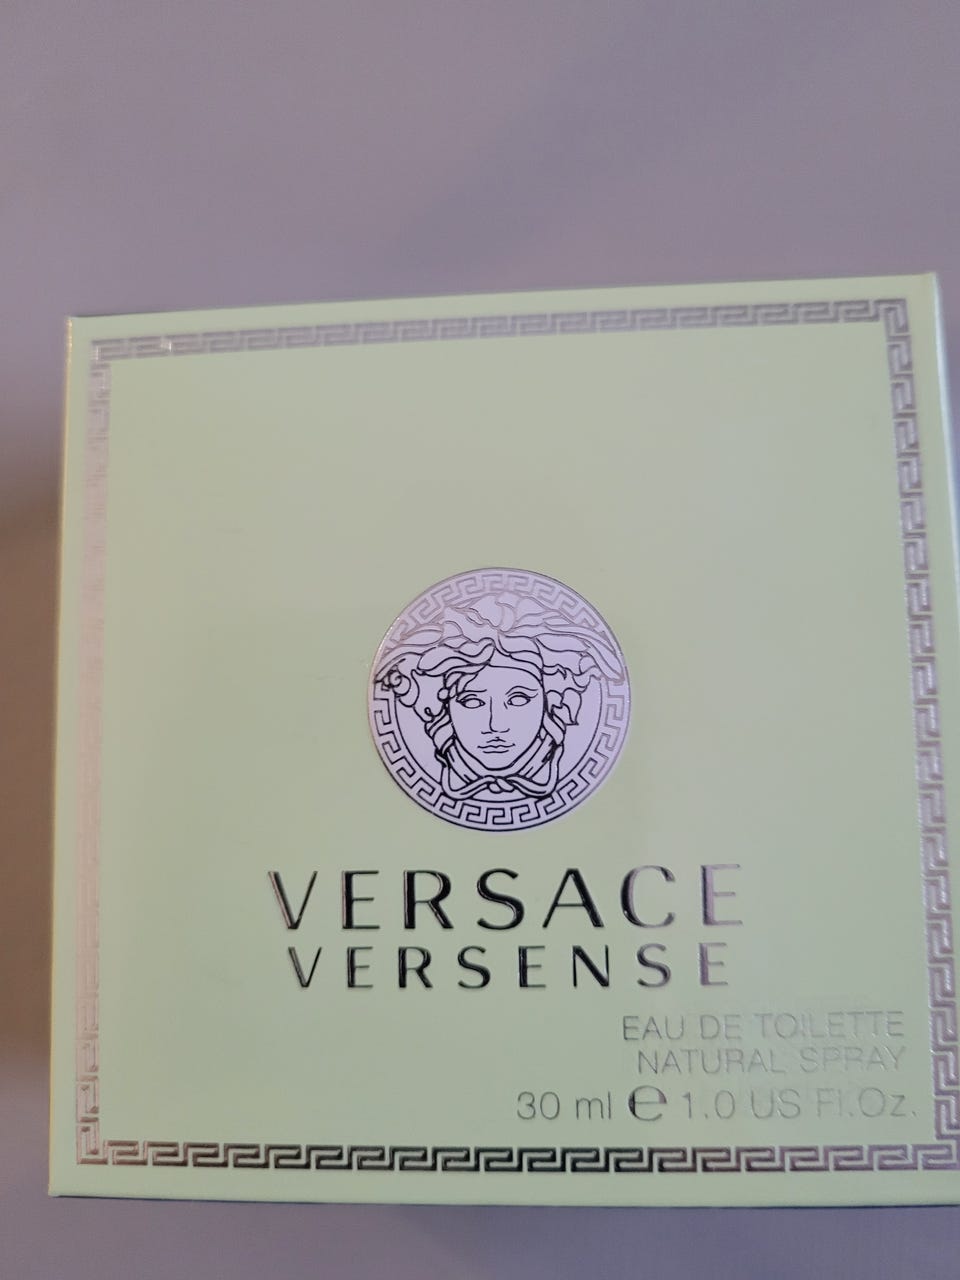 VERSACE
VERSENSE
EAU DE TOILETTE
NATURAL SPRAY
30 ml ℮ 1.0 US Fl.Oz.